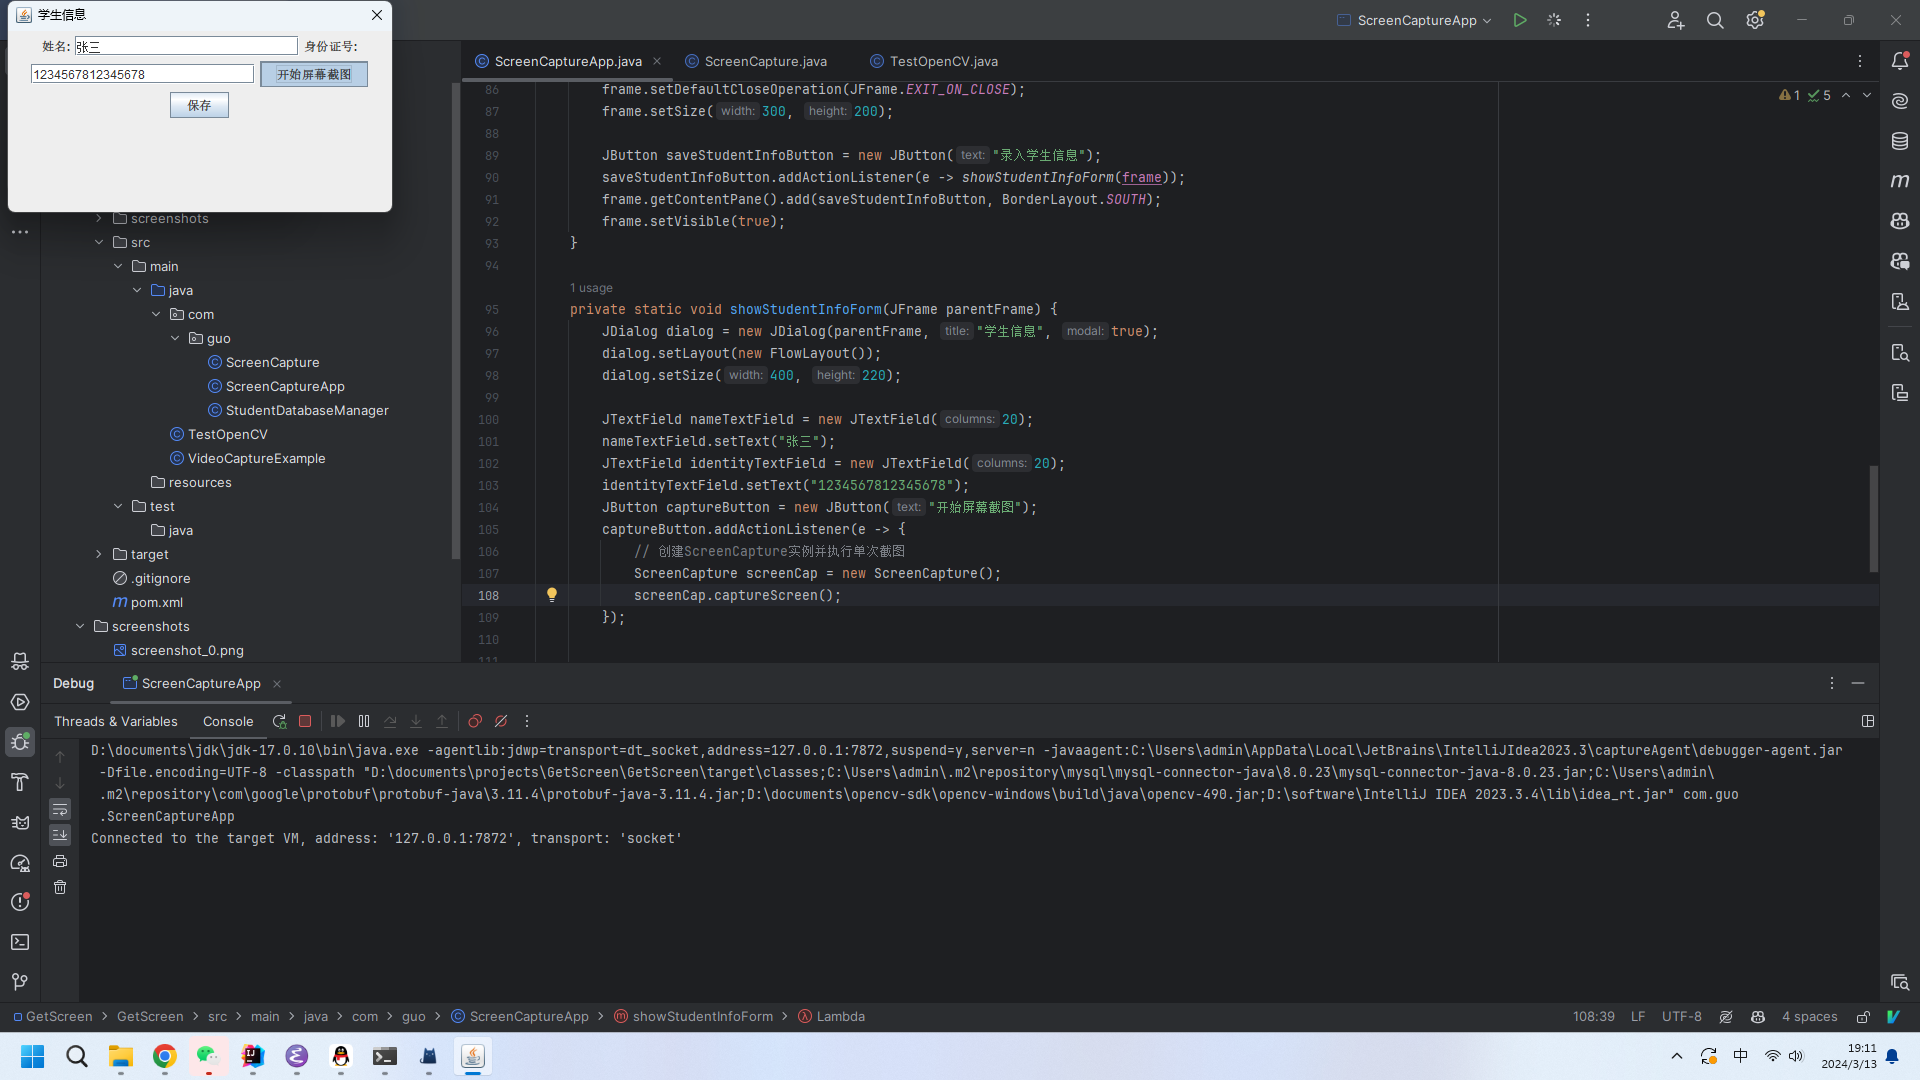 学生信息
姓名: 张三 身份证号:
1234567812345678 开始屏幕截图
保存
ScreenCaptureApp
ScreenCaptureApp.java ScreenCapture.java TestOpenCV.java
screenshots
src
main
java
com
guo
ScreenCapture
ScreenCaptureApp
StudentDatabaseManager
TestOpenCV
VideoCaptureExample
resources
test
java
target
.gitignore
pom.xml
screenshots
screenshot_0.png
1 5
86 frame.setDefaultCloseOperation(JFrame.EXIT_ON_CLOSE);
87 frame.setSize( width: 300, height: 200);
88
89 JButton saveStudentInfoButton = new JButton( text: "录入学生信息");
90 saveStudentInfoButton.addActionListener(e -> showStudentInfoForm(frame));
91 frame.getContentPane().add(saveStudentInfoButton, BorderLayout.SOUTH);
92 frame.setVisible(true);
93 }
94
1 usage
95 private static void showStudentInfoForm(JFrame parentFrame) {
96 JDialog dialog = new JDialog(parentFrame, title: "学生信息", modal: true);
97 dialog.setLayout(new FlowLayout());
98 dialog.setSize( width: 400, height: 220);
99
100 JTextField nameTextField = new JTextField( columns: 20);
101 nameTextField.setText("张三");
102 JTextField identityTextField = new JTextField( columns: 20);
103 identityTextField.setText("1234567812345678");
104 JButton captureButton = new JButton( text: "开始屏幕截图");
105 captureButton.addActionListener(e -> {
106 // 创建ScreenCapture实例并执行单次截图
107 ScreenCapture screenCap = new ScreenCapture();
108 screenCap.captureScreen();
109 });
110
111
Debug ScreenCaptureApp
Threads & Variables Console
D:\documents\jdk\jdk-17.0.10\bin\java.exe -agentlib:jdwp=transport=dt_socket,address=127.0.0.1:7872,suspend=y,server=n -javaagent:C:\Users\admin\AppData\Local\JetBrains\IntelliJIdea2023.3\captureAgent\debugger-agent.jar
-Dfile.encoding=UTF-8 -classpath "D:\documents\projects\GetScreen\GetScreen\target\classes;C:\Users\admin\.m2\repository\mysql\mysql-connector-java\8.0.23\mysql-connector-java-8.0.23.jar;C:\Users\admin\
.m2\repository\com\google\protobuf\protobuf-java\3.11.4\protobuf-java-3.11.4.jar;D:\documents\opencv-sdk\opencv-windows\build\java\opencv-490.jar;D:\software\IntelliJ IDEA 2023.3.4\lib\idea_rt.jar" com.guo
.ScreenCaptureApp
Connected to the target VM, address: '127.0.0.1:7872', transport: 'socket'
GetScreen > GetScreen > src > main > java > com > guo > ScreenCaptureApp > showStudentInfoForm > Lambda
108:39 LF UTF-8 4 spaces
中
19:11
2024/3/13